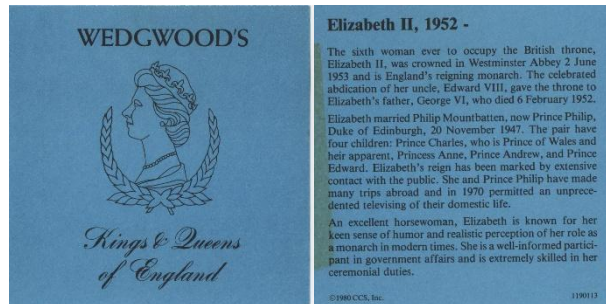 WEDGWOOD'S
Kings & Queens
of England
Elizabeth II, 1952 -
The sixth woman ever to occupy the British throne,
Elizabeth II, was crowned in Westminster Abbey 2 June
1953 and is England's reigning monarch. The celebrated
abdication of her uncle, Edward VIII, gave the throne to
Elizabeth's father, George VI, who died 6 February 1952.
Elizabeth married Philip Mountbatten, now Prince Philip,
Duke of Edinburgh, 20 November 1947. The pair have
four children: Prince Charles, who is Prince of Wales and
heir apparent, Princess Anne, Prince Andrew, and Prince
Edward. Elizabeth's reign has been marked by extensive
contact with the public. She and Prince Philip have made
many trips abroad and in 1970 permitted an unprece-
dented televising of their domestic life.
An excellent horsewoman, Elizabeth is known for her
keen sense of humor and realistic perception of her role as
a monarch in modern times. She is a well-informed partici-
pant in government affairs and is extremely skilled in her
ceremonial duties.
©1980 CCS, Inc. 1190113